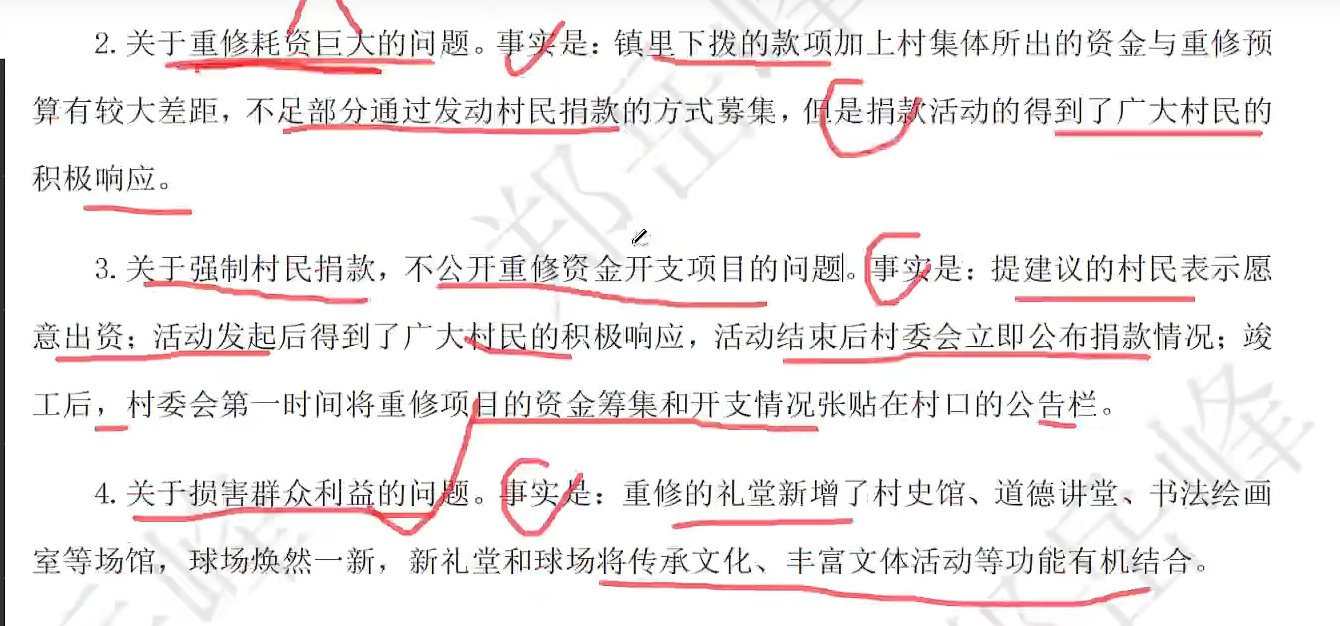 2. 关于重修耗资巨大的问题。事实是：镇里下拨的款项加上村集体所出的资金与重修预
算有较大差距，不足部分通过发动村民捐款的方式募集，但是捐款活动的得到了广大村民的
积极响应。
3. 关于强制村民捐款，不公开重修资金开支项目的问题。事实是：提建议的村民表示愿
意出资；活动发起后得到了广大村民的积极响应，活动结束后村委会立即公布捐款情况；竣
工后，村委会第一时间将重修项目的资金筹集和开支情况张贴在村口的公告栏。
4. 关于损害群众利益的问题。事实是：重修的礼堂新增了村史馆、道德讲堂、书法绘画
室等场馆，球场焕然一新，新礼堂和球场将传承文化、丰富文体活动等功能有机结合。
郑岳峰
岳峰
岳峰